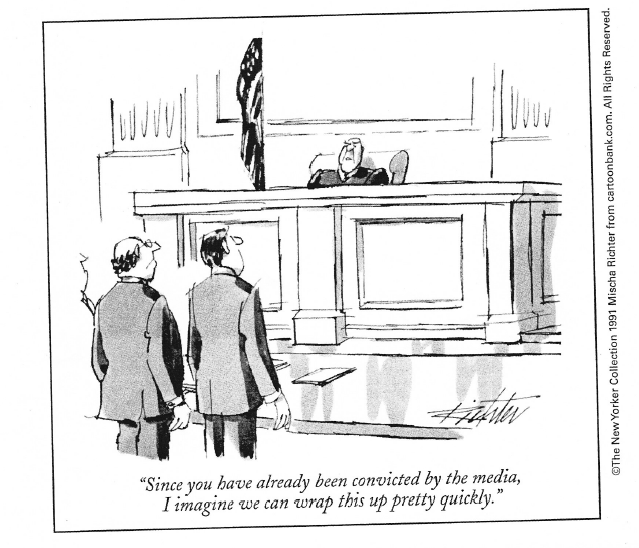 “Since you have already been convicted by the media,
I imagine we can wrap this up pretty quickly.”
Richter
©The New Yorker Collection 1991 Mischa Richter from cartoonbank.com. All Rights Reserved.